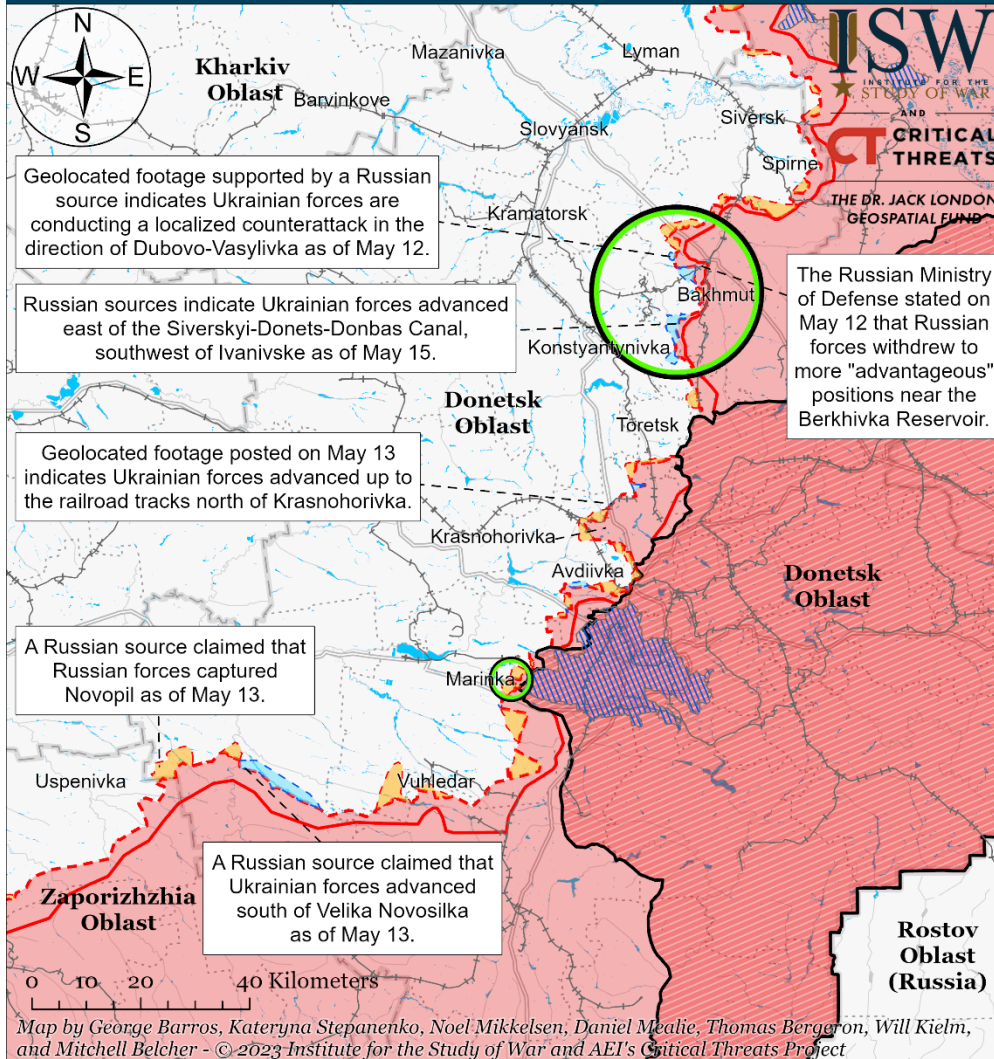 N
W
E
S
ISW
INSTITUTE FOR THE
STUDY OF WAR
AND
CT CRITICAL
THREATS
THE DR. JACK LONDON
GEOSPATIAL FUND
Mazanivka
Lyman
Kharkiv
Oblast
Barvinkove
Slovyansk
Siversk
Spirne
Geolocated footage supported by a Russian
source indicates Ukrainian forces are
conducting a localized counterattack in the
direction of Dubovo-Vasylivka as of May 12.
Kramatorsk
Russian sources indicate Ukrainian forces advanced
east of the Siverskyi-Donets-Donbas Canal,
southwest of Ivanivske as of May 15.
Bakhmut
Konstyantynivka
The Russian Ministry
of Defense stated on
May 12 that Russian
forces withdrew to
more "advantageous"
positions near the
Berkhivka Reservoir.
Donetsk
Oblast
Toretsk
Geolocated footage posted on May 13
indicates Ukrainian forces advanced up to
the railroad tracks north of Krasnohorivka.
Krasnohorivka
Avdiivka
Donetsk
Oblast
A Russian source claimed that
Russian forces captured
Novopil as of May 13.
Marinka
Uspenivka
Vuhledar
A Russian source claimed that
Ukrainian forces advanced
south of Velika Novosilka
as of May 13.
Zaporizhzhia
Oblast
Rostov
Oblast
(Russia)
0 10 20 40 Kilometers
Map by George Barros, Kateryna Stepanenko, Noel Mikkelsen, Daniel Mealie, Thomas Bergeron, Will Kielm,
and Mitchell Belcher - © 2023 Institute for the Study of War and AEI's Critical Threats Project